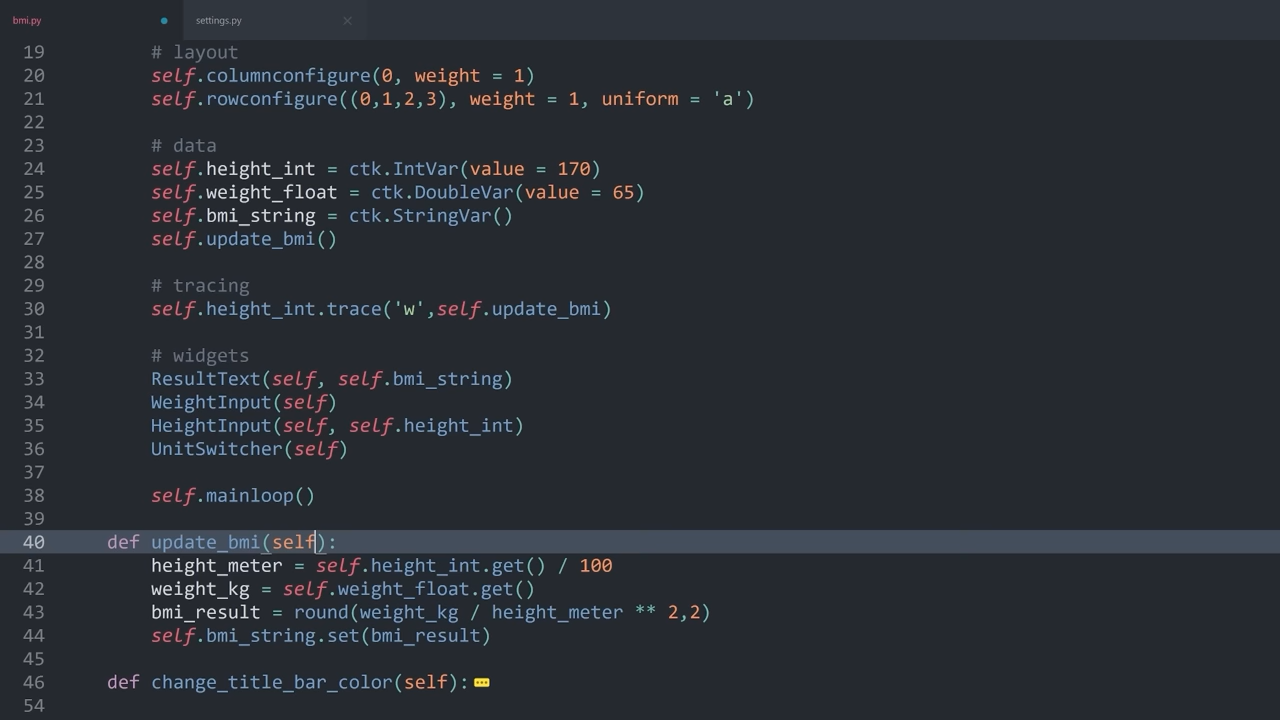 bmi.py
settings.py
19 # layout
20 self.columnconfigure(0, weight = 1)
21 self.rowconfigure((0,1,2,3), weight = 1, uniform = 'a')
22
23 # data
24 self.height_int = ctk.IntVar(value = 170)
25 self.weight_float = ctk.DoubleVar(value = 65)
26 self.bmi_string = ctk.StringVar()
27 self.update_bmi()
28
29 # tracing
30 self.height_int.trace('w',self.update_bmi)
31
32 # widgets
33 ResultText(self, self.bmi_string)
34 WeightInput(self)
35 HeightInput(self, self.height_int)
36 UnitSwitcher(self)
37
38 self.mainloop()
39
40 def update_bmi(self):
41 height_meter = self.height_int.get() / 100
42 weight_kg = self.weight_float.get()
43 bmi_result = round(weight_kg / height_meter ** 2,2)
44 self.bmi_string.set(bmi_result)
45
46 def change_title_bar_color(self):
54